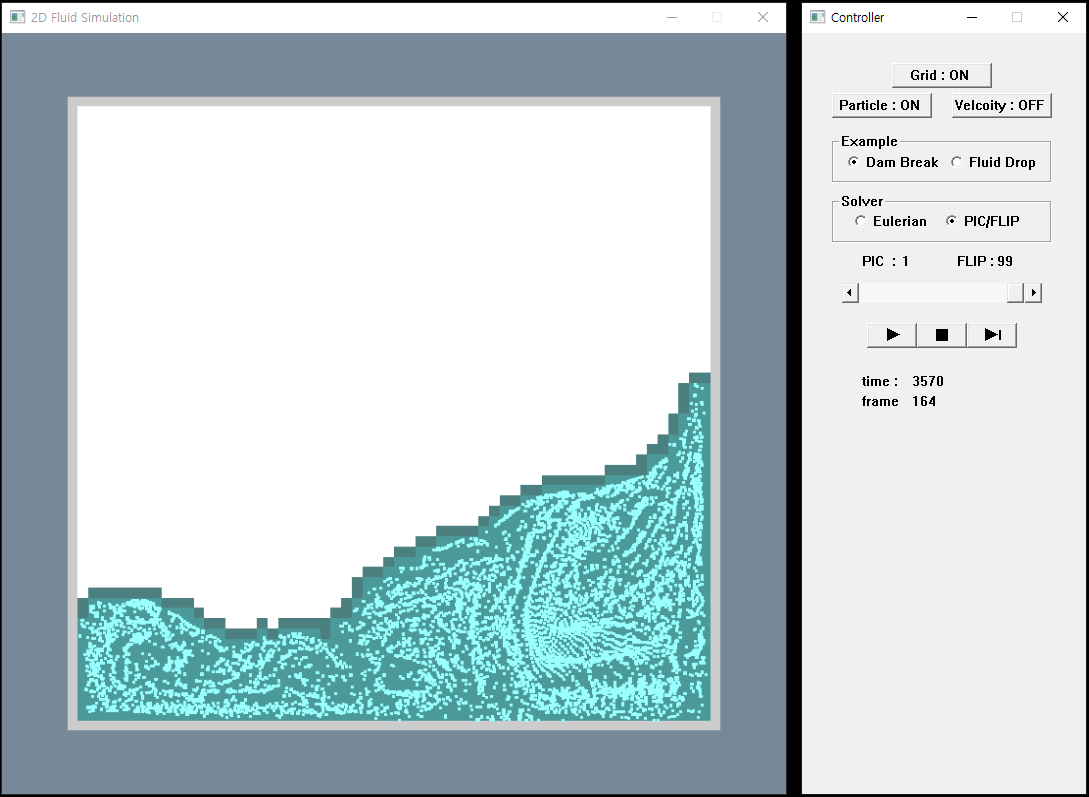 2D Fluid Simulation
Controller
Grid : ON
Particle : ON
Velcoity : OFF
Example
Dam Break
Fluid Drop
Solver
Eulerian
PIC/FLIP
PIC : 1
FLIP : 99
time : 3570
frame 164